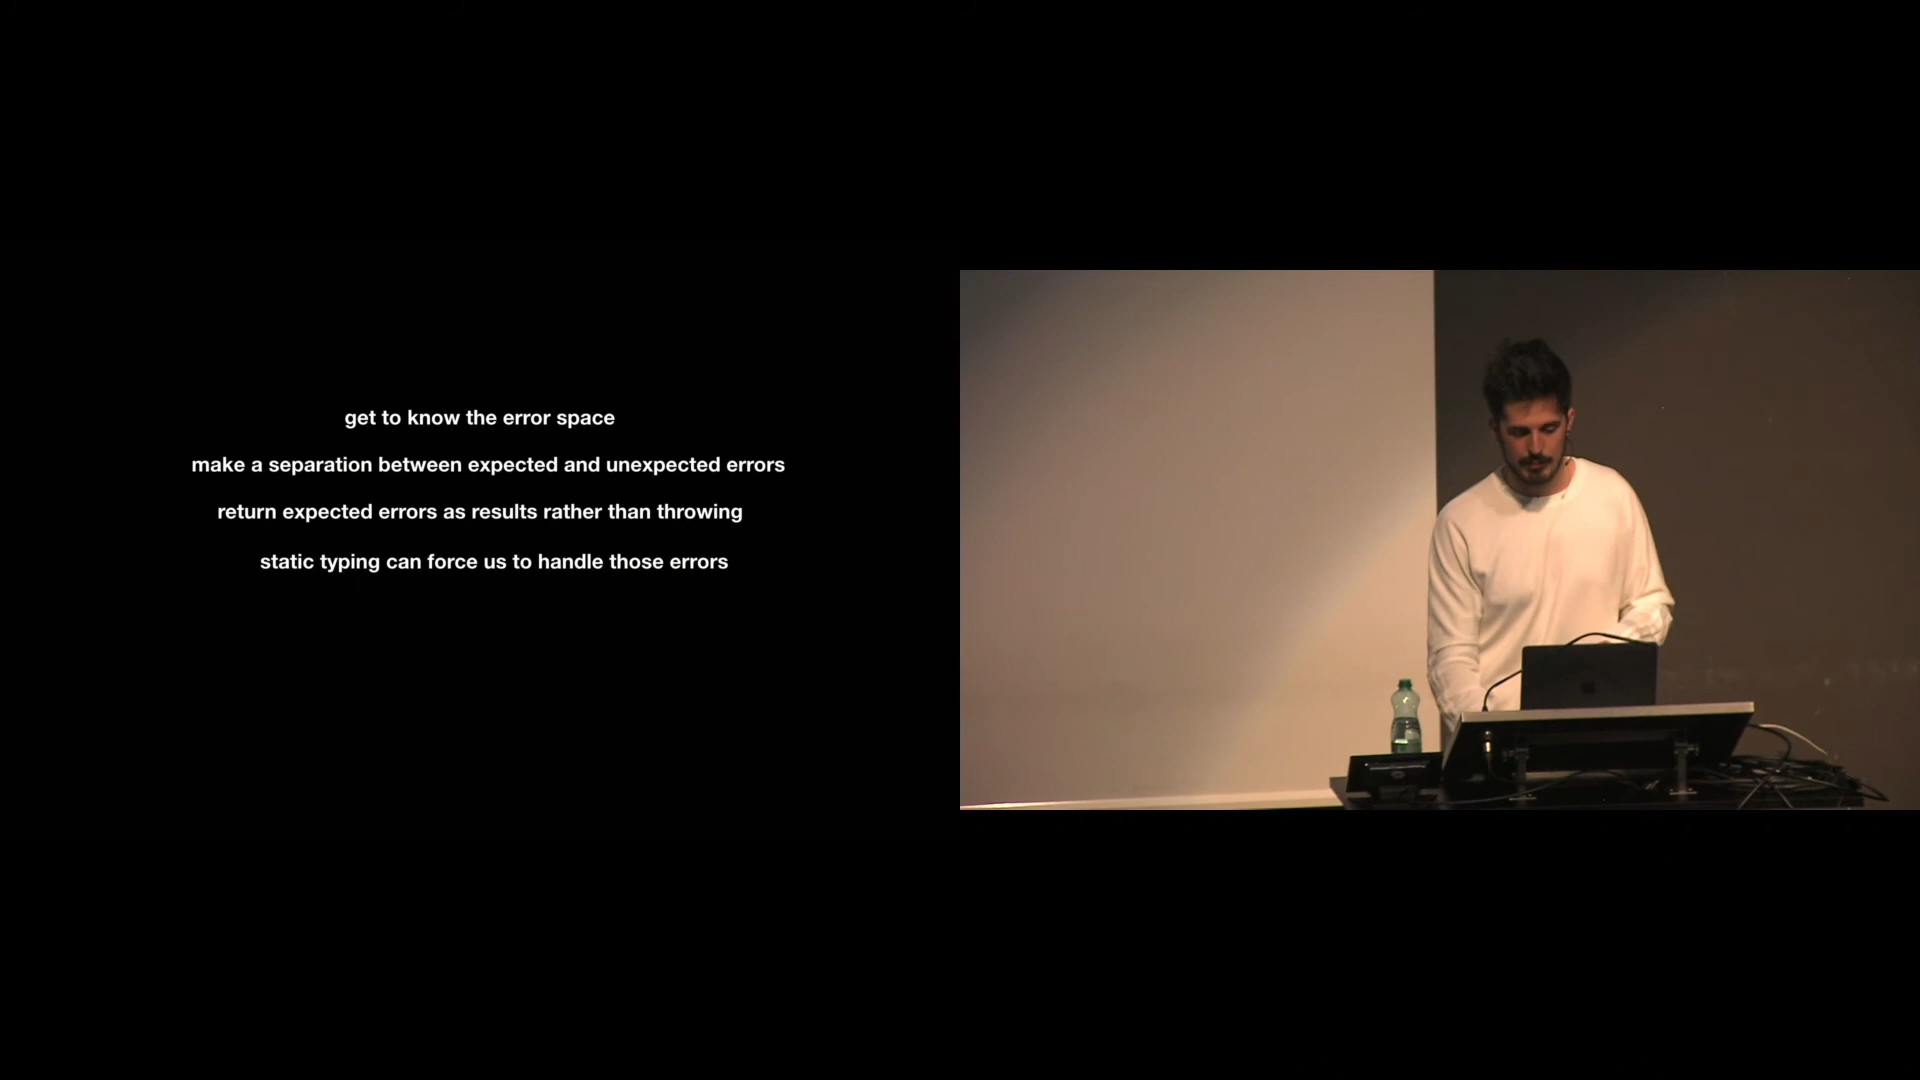 get to know the error space
make a separation between expected and unexpected errors
return expected errors as results rather than throwing
static typing can force us to handle those errors